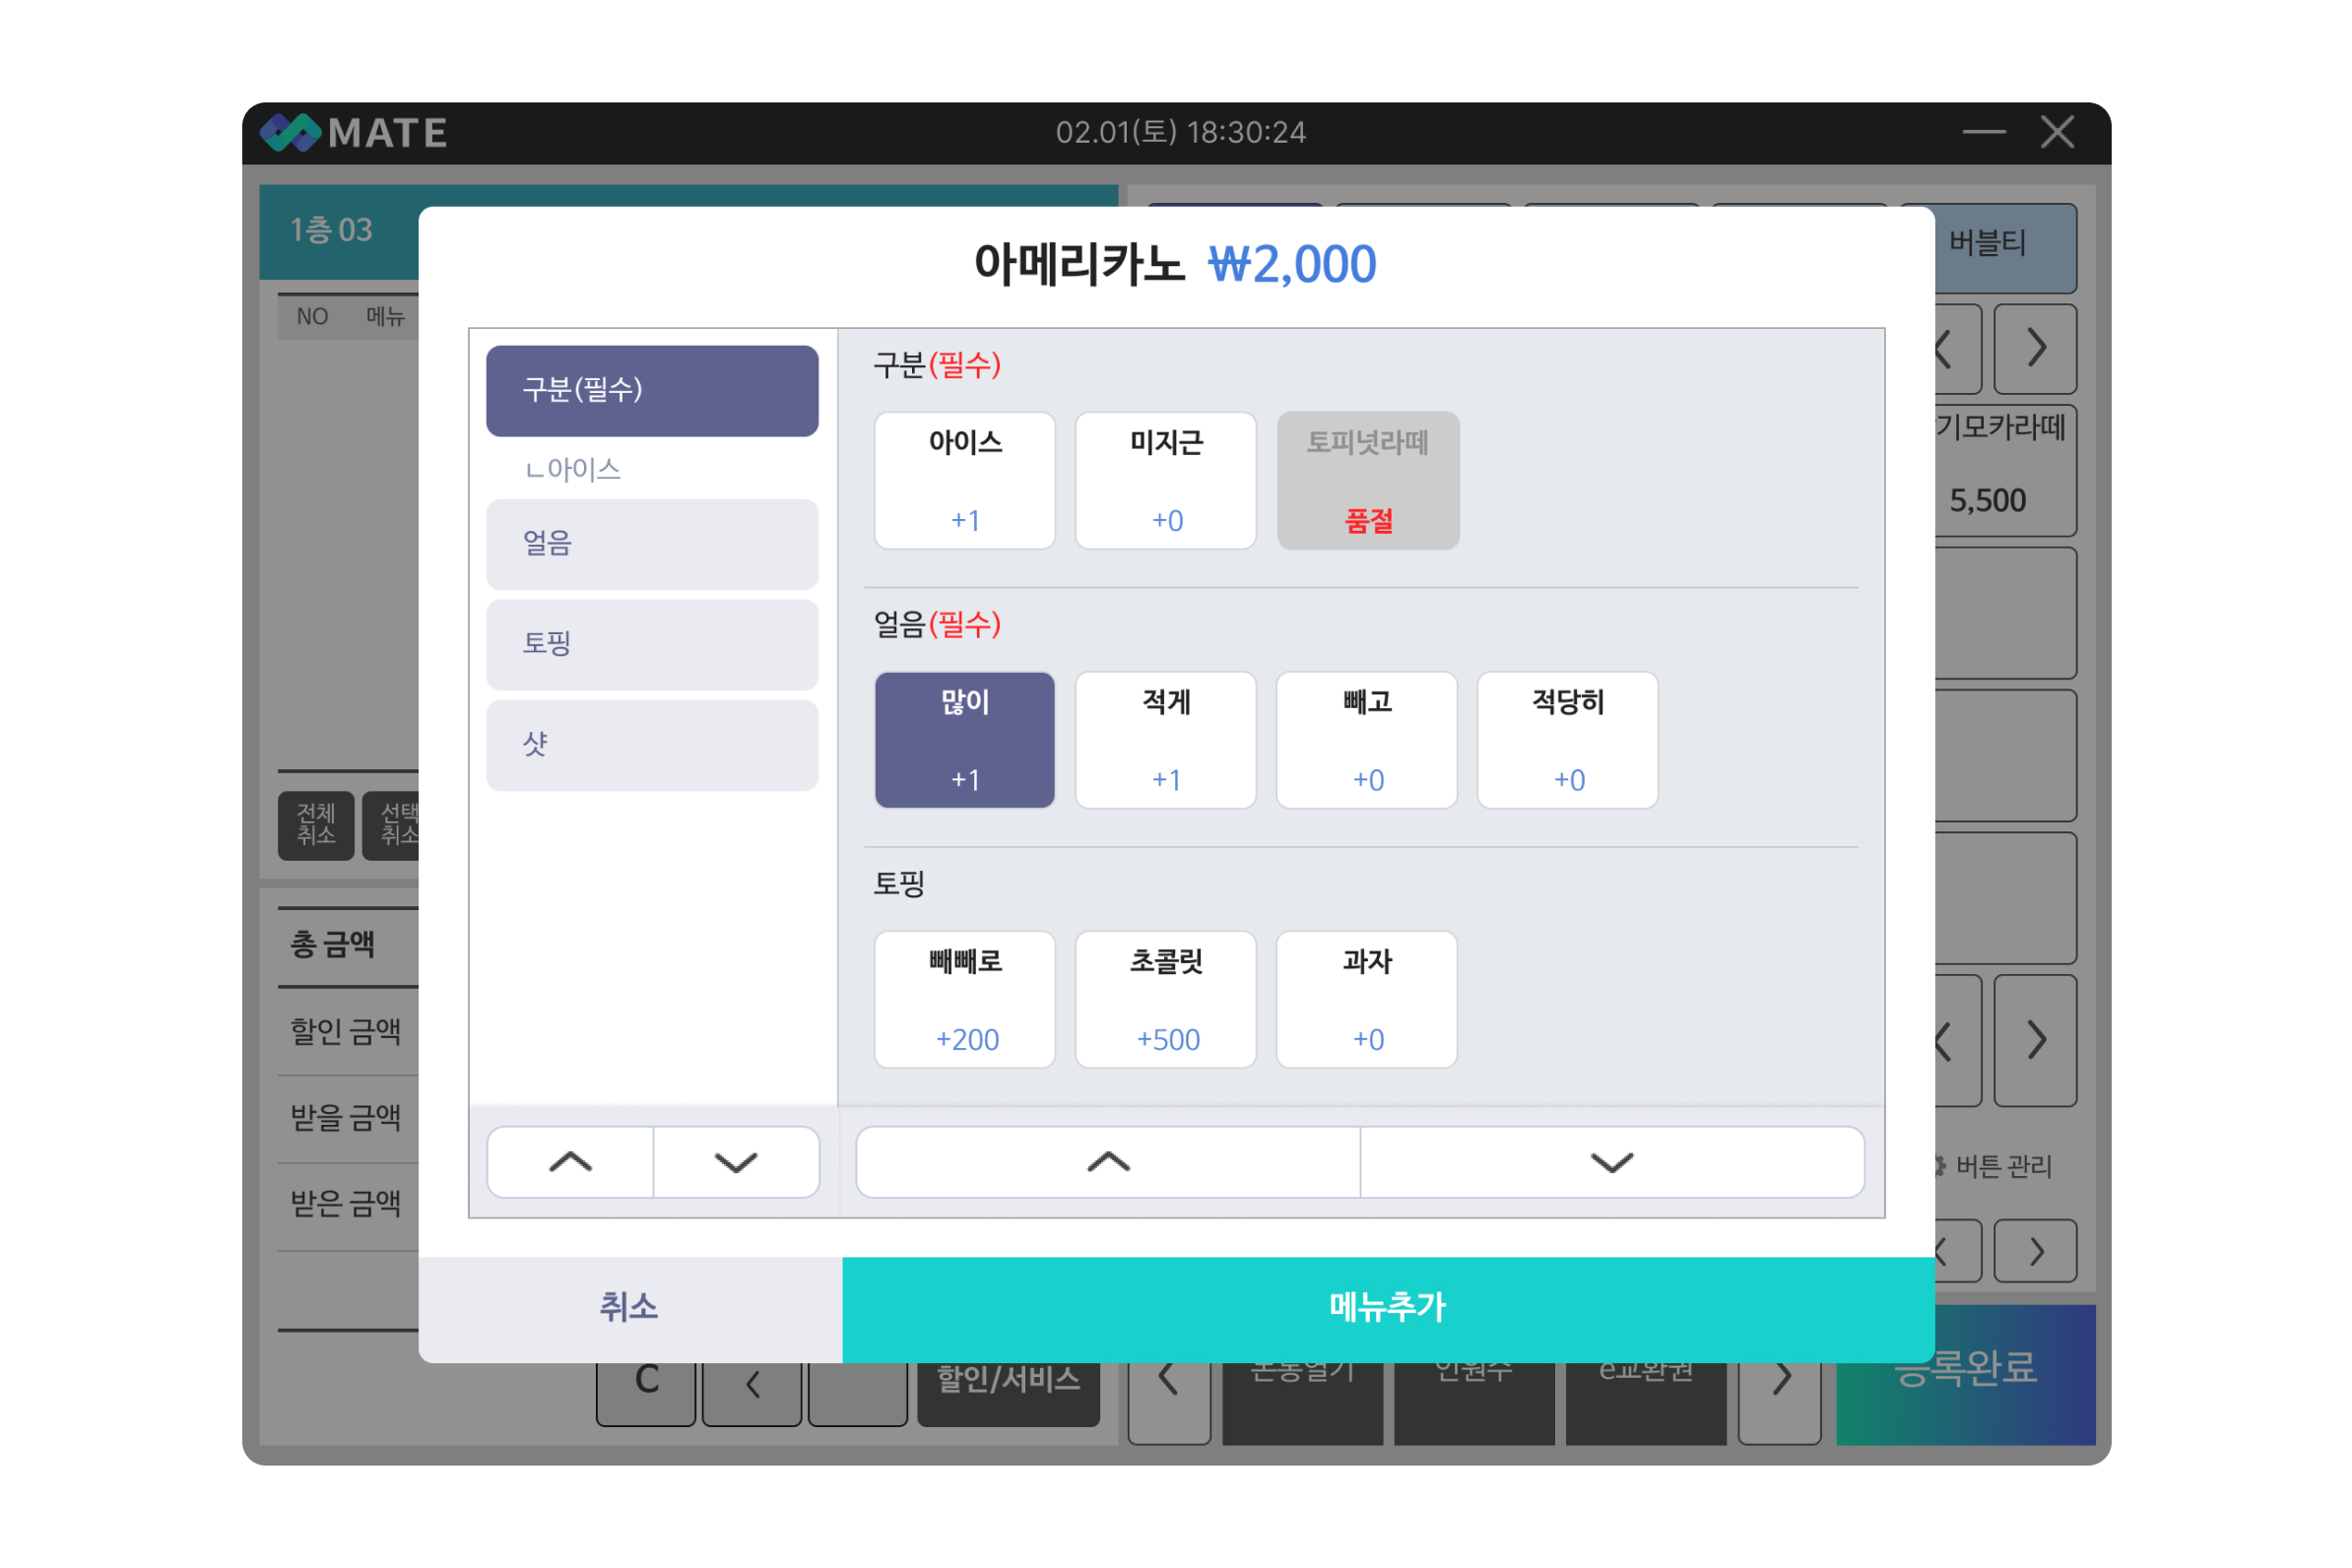 MATE
02.01(토) 18:30:24
1층 03
버블티
NO 메뉴
아메리카노 ₩2,000
구분(필수)
ㄴ아이스
얼음
토핑
샷
구분(필수)
아이스 미지근 토피넛라떼
+1 +0 품절
얼음(필수)
많이 적게 빼고 적당히
+1 +1 +0 +0
토핑
빼빼로 초콜릿 과자
+200 +500 +0
기모카라떼
5,500
전체
취소
선택
취소
총 금액
할인 금액
받을 금액
받은 금액
버튼 관리
취소 메뉴추가
C
할인/서비스
돈통열기 인원수 e교환권
등록완료